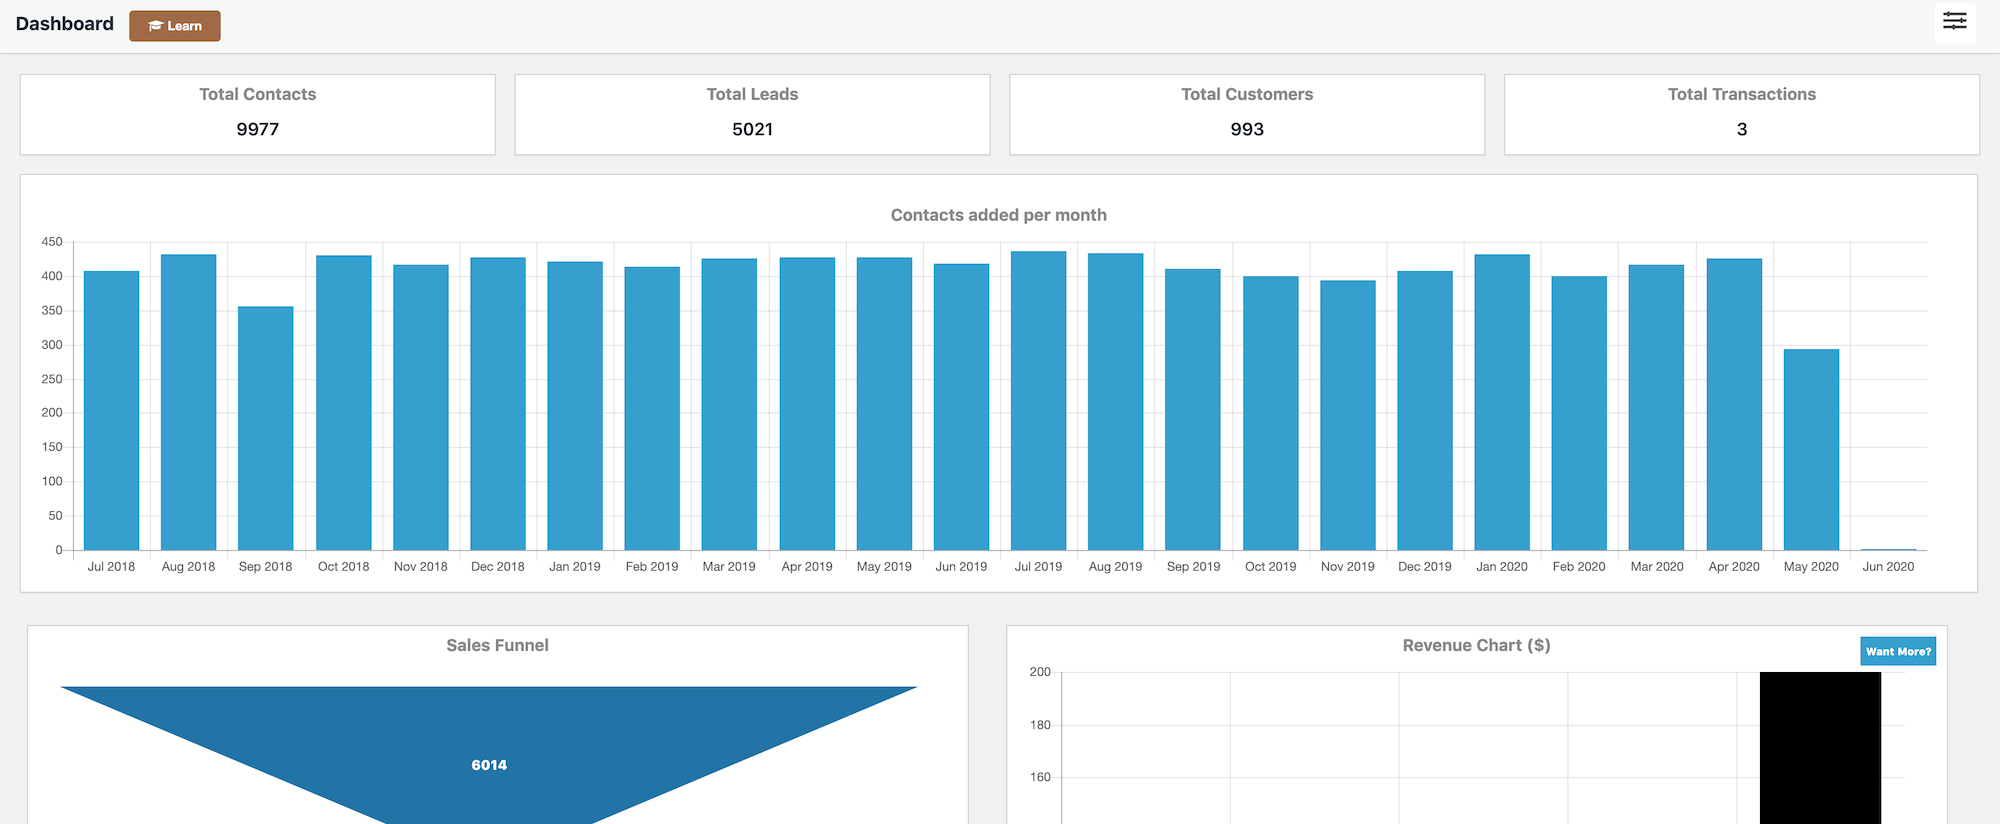 Dashboard Learn
Total Contacts
9977
Total Leads
5021
Total Customers
993
Total Transactions
3
Contacts added per month
450
400
350
300
250
200
150
100
50
0
Jul 2018 Aug 2018 Sep 2018 Oct 2018 Nov 2018 Dec 2018 Jan 2019 Feb 2019 Mar 2019 Apr 2019 May 2019 Jun 2019 Jul 2019 Aug 2019 Sep 2019 Oct 2019 Nov 2019 Dec 2019 Jan 2020 Feb 2020 Mar 2020 Apr 2020 May 2020 Jun 2020
Sales Funnel
6014
Revenue Chart ($)
Want More?
200
180
160